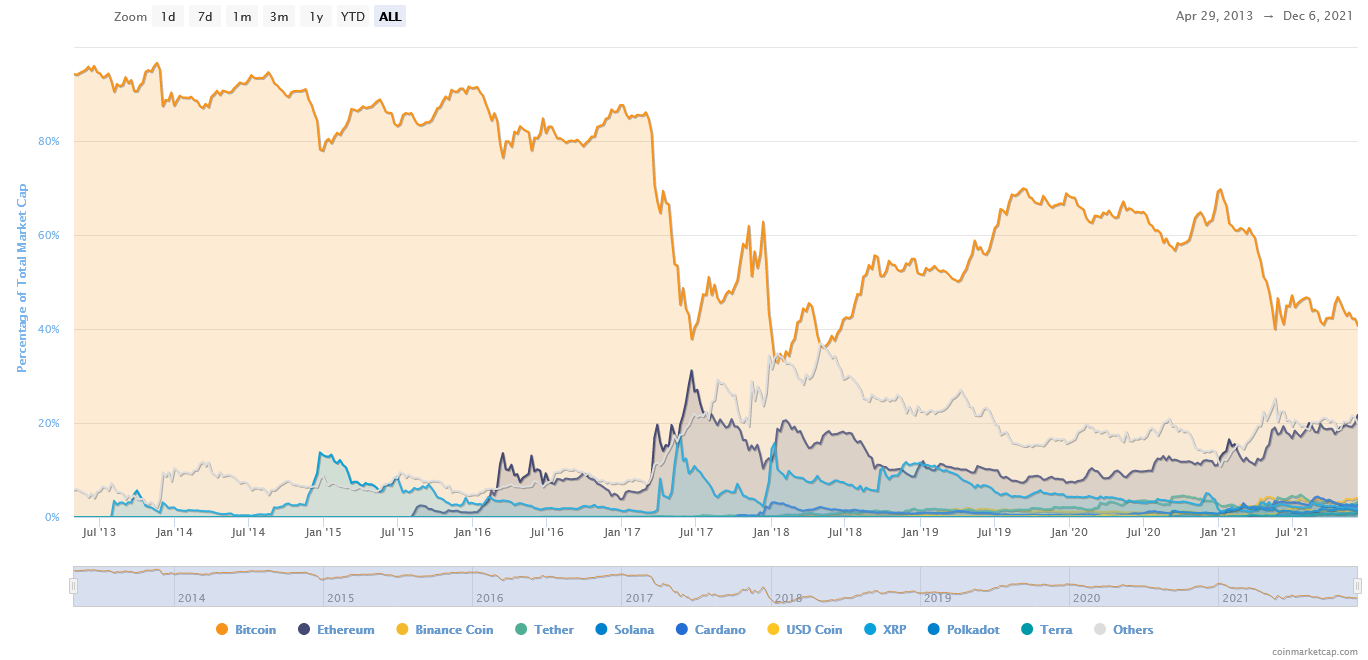 Zoom 1d 7d 1m 3m 1y YTD ALL Apr 29, 2013 → Dec 6, 2021
Percentage of Total Market Cap
80%
60%
40%
20%
0%
Jul '13 Jan '14 Jul '14 Jan '15 Jul '15 Jan '16 Jul '16 Jan '17 Jul '17 Jan '18 Jul '18 Jan '19 Jul '19 Jan '20 Jul '20 Jan '21 Jul '21
2014 2015 2016 2017 2018 2019 2020 2021
Bitcoin Ethereum Binance Coin Tether Solana Cardano USD Coin XRP Polkadot Terra Others
coinmarketcap.com